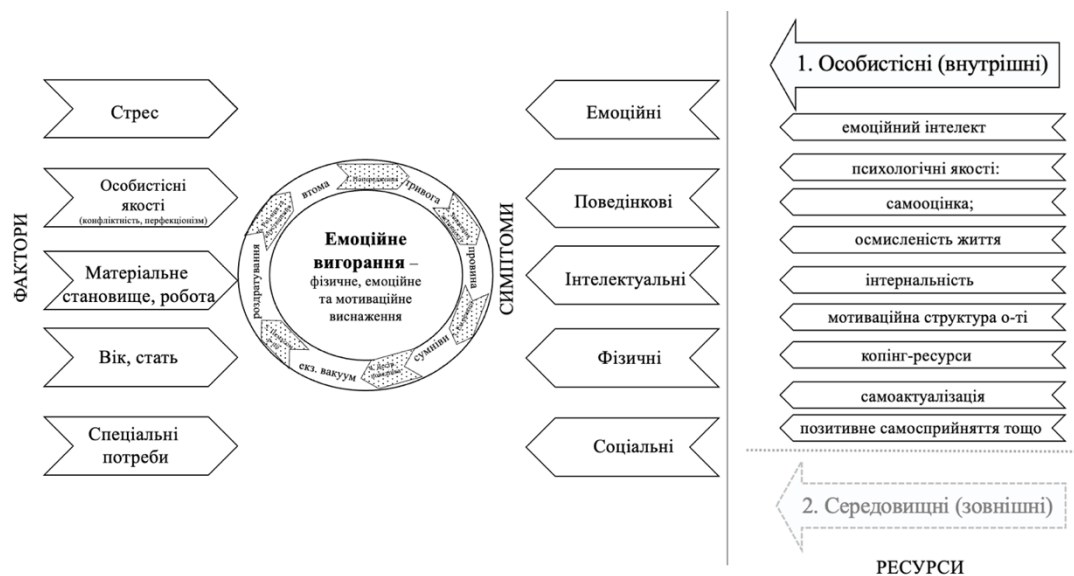 ФАКТОРИ
Стрес
Особистісні
якості
(конфліктність, перфекціонізм)
Матеріальне
становище, робота
Вік, стать
Спеціальні
потреби
втома
тривога
провина
сумніви
екз. вакуум
роздратування
Емоційне
вигорання –
фізичне, емоційне
та мотиваційне
виснаження
СИМПТОМИ
Емоційні
Поведінкові
Інтелектуальні
Фізичні
Соціальні
1. Особистісні (внутрішні)
емоційний інтелект
психологічні якості:
самооцінка;
осмисленість життя
інтернальність
мотиваційна структура о-ті
копінг-ресурси
самоактуалізація
позитивне самосприйняття тощо
2. Середовищні (зовнішні)
РЕСУРСИ